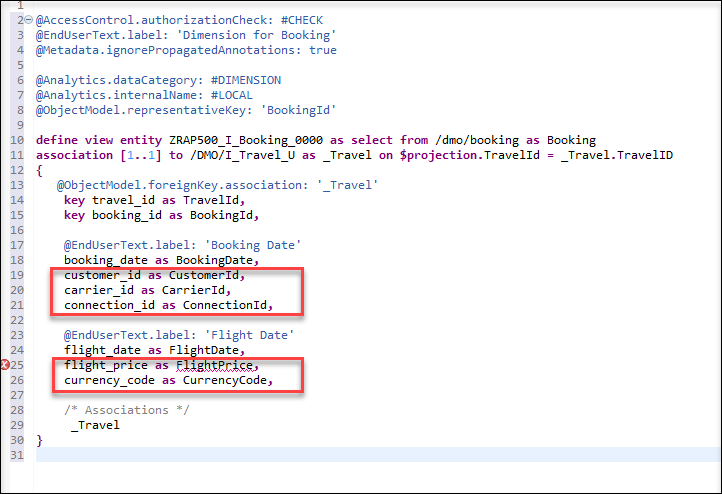 1
2 @AccessControl.authorizationCheck: #CHECK
3 @EndUserText.label: 'Dimension for Booking'
4 @Metadata.ignorePropagatedAnnotations: true
5
6 @Analytics.dataCategory: #DIMENSION
7 @Analytics.internalName: #LOCAL
8 @ObjectModel.representativeKey: 'BookingId'
9
10 define view entity ZRAP500_I_Booking_0000 as select from /dmo/booking as Booking
11 association [1..1] to /DMO/I_Travel_U as _Travel on $projection.TravelId = _Travel.TravelID
12 {
13 @ObjectModel.foreignKey.association: '_Travel'
14 key travel_id as TravelId,
15 key booking_id as BookingId,
16
17 @EndUserText.label: 'Booking Date'
18 booking_date as BookingDate,
19 customer_id as CustomerId,
20 carrier_id as CarrierId,
21 connection_id as ConnectionId,
22
23 @EndUserText.label: 'Flight Date'
24 flight_date as FlightDate,
25 flight_price as FlightPrice,
26 currency_code as CurrencyCode,
27
28 /* Associations */
29 _Travel
30 }
31